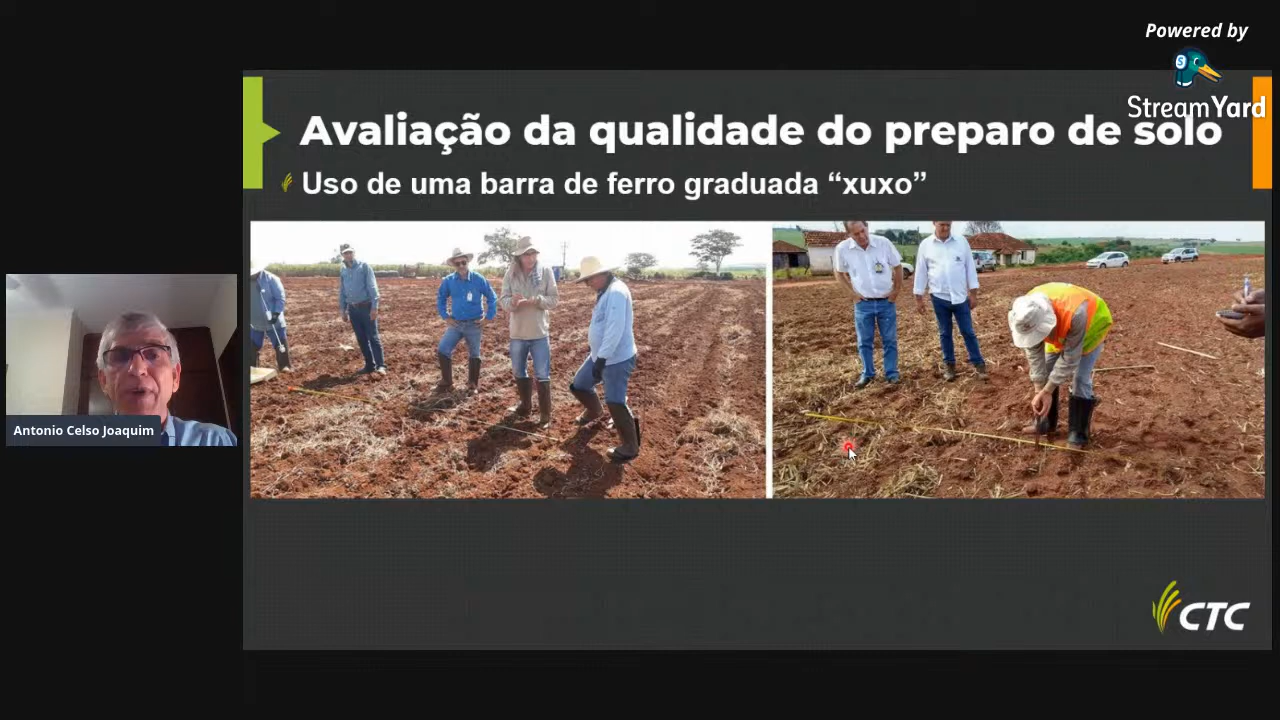 Powered by
StreamYard
Avaliação da qualidade do preparo de solo
Uso de uma barra de ferro graduada “xuxo”
Antonio Celso Joaquim
CTC